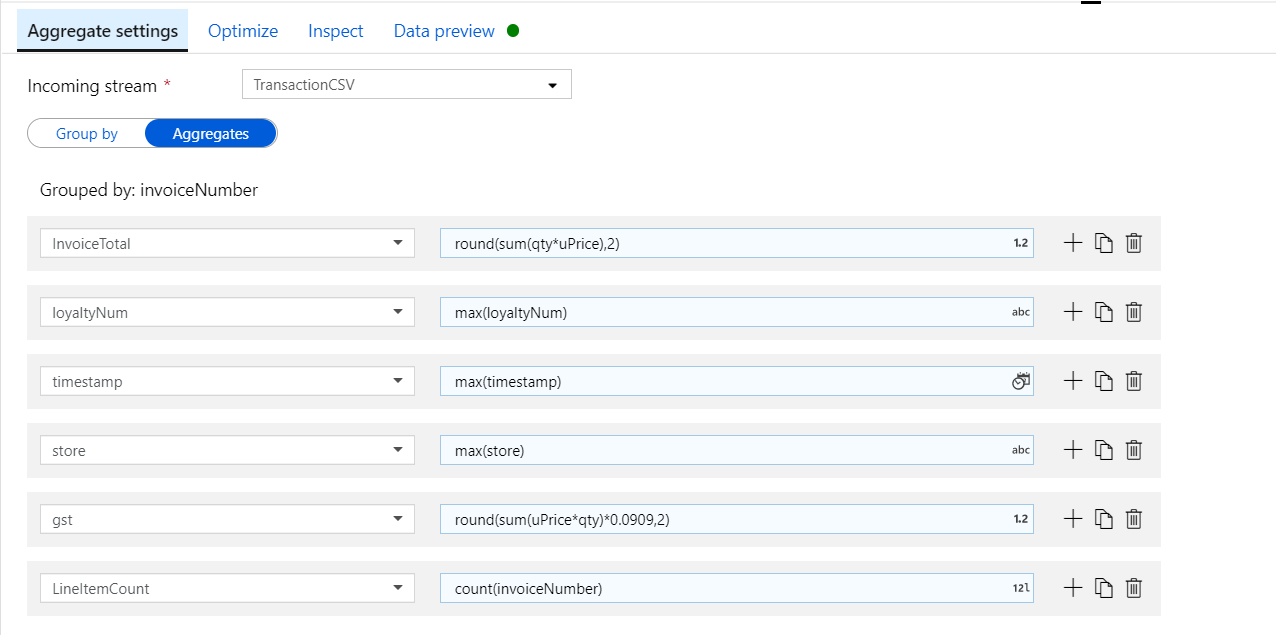 Aggregate settings Optimize Inspect Data preview
Incoming stream * TransactionCSV
Group by Aggregates
Grouped by: invoiceNumber
InvoiceTotal round(sum(qty*uPrice),2) 1.2
loyaltyNum max(loyaltyNum) abc
timestamp max(timestamp)
store max(store) abc
gst round(sum(uPrice*qty)*0.0909,2) 1.2
LineItemCount count(invoiceNumber) 12l